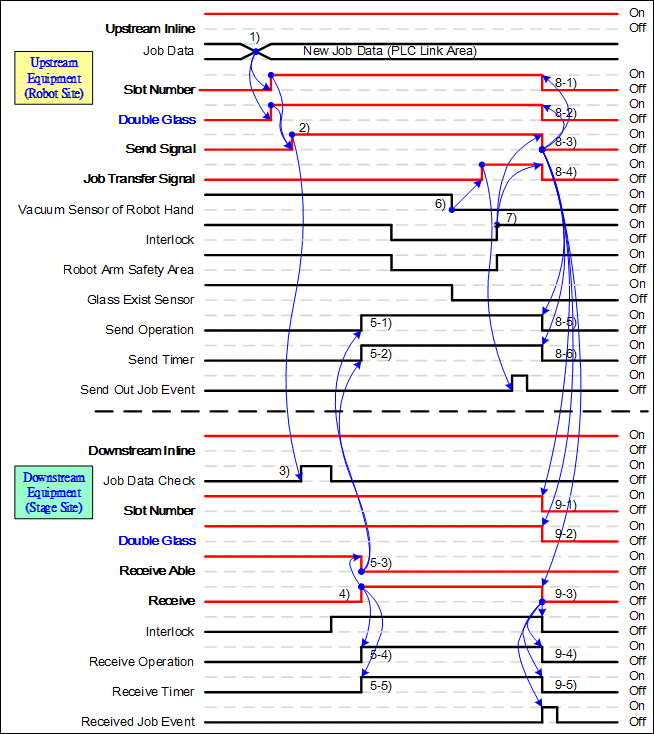 On
Upstream Inline Off
1) On
Job Data New Job Data (PLC Link Area) Off
Upstream
Equipment
(Robot Site)
On
Slot Number 8-1) Off
On
Double Glass 8-2) Off
2) On
Send Signal 8-3) Off
On
Job Transfer Signal 8-4) Off
On
Vacuum Sensor of Robot Hand 6) Off
7) On
Interlock Off
On
Robot Arm Safety Area Off
On
Glass Exist Sensor Off
On
Send Operation 5-1) 8-5) Off
On
Send Timer 5-2) 8-6) Off
On
Send Out Job Event Off
On
Downstream Inline Off
3) On
Job Data Check Off
Downstream
Equipment
(Stage Site)
On
Slot Number 9-1) Off
On
Double Glass 9-2) Off
On
Receive Able 5-3) Off
On
Receive 4) 9-3) Off
On
Interlock Off
On
Receive Operation 5-4) 9-4) Off
On
Receive Timer 5-5) 9-5) Off
On
Received Job Event Off